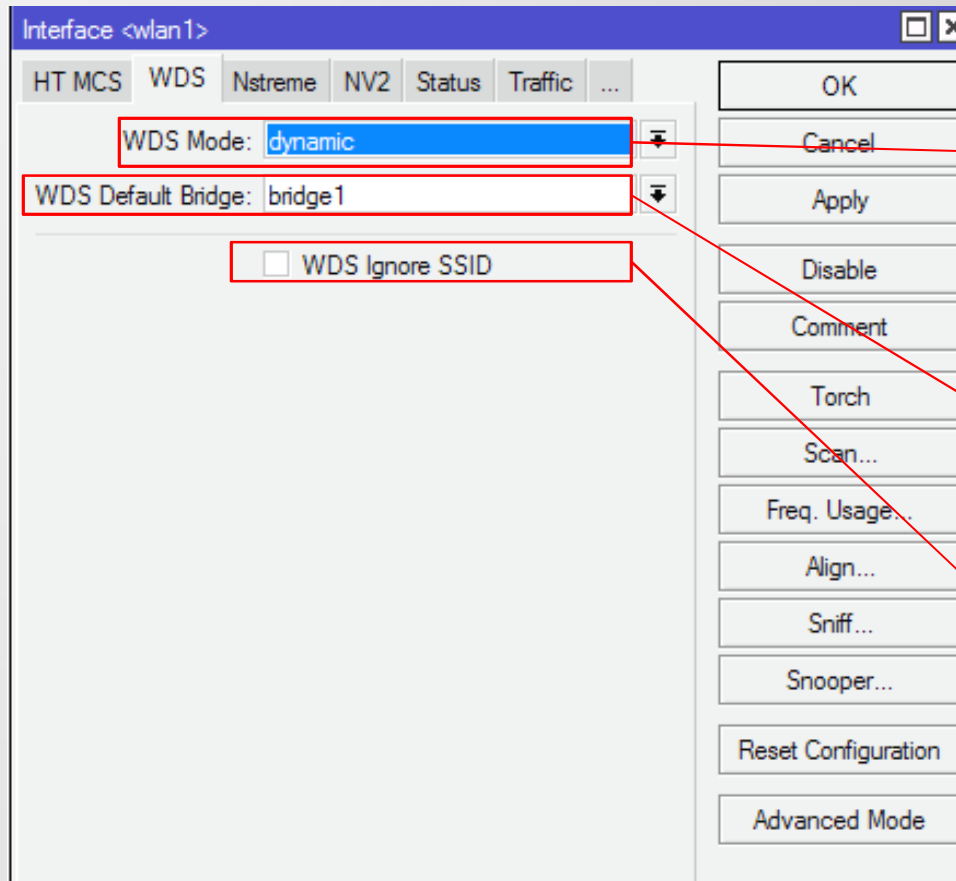 Interface <wlan1>
HT MCS WDS Nstreme NV2 Status Traffic ...
WDS Mode: dynamic
WDS Default Bridge: bridge1
WDS Ignore SSID
OK
Cancel
Apply
Disable
Comment
Torch
Scan...
Freq. Usage...
Align...
Sniff...
Snooper...
Reset Configuration
Advanced Mode